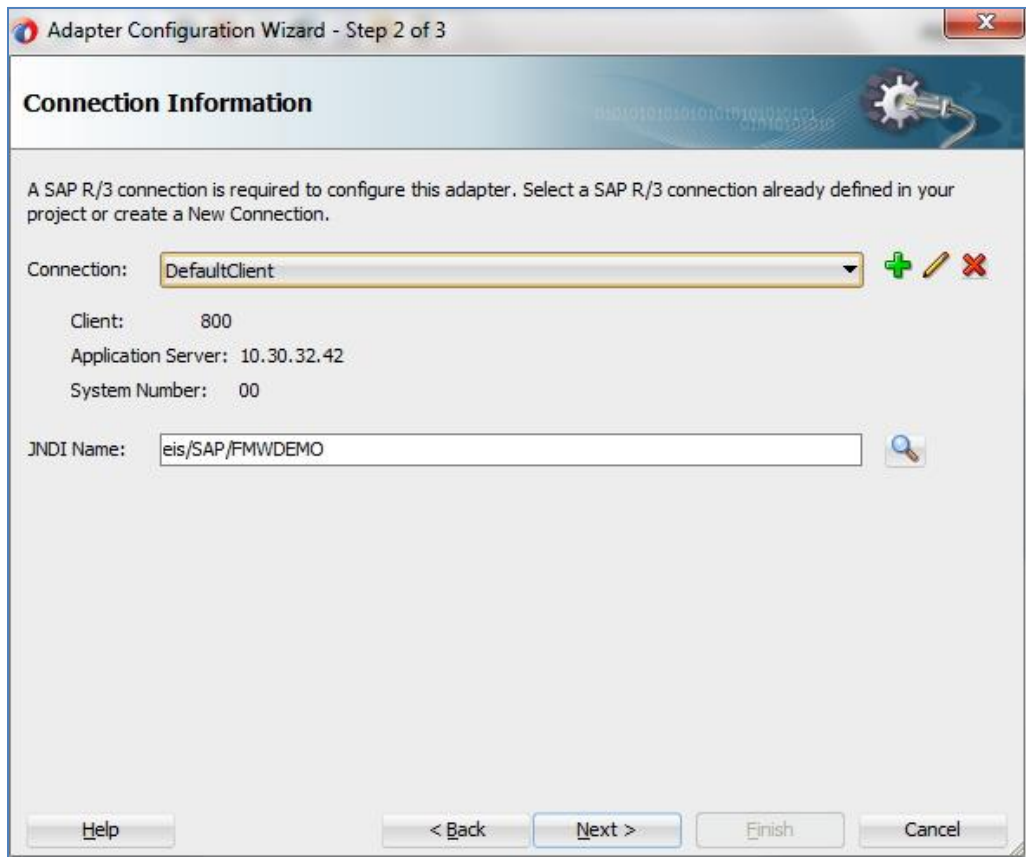 Adapter Configuration Wizard - Step 2 of 3
Connection Information
A SAP R/3 connection is required to configure this adapter. Select a SAP R/3 connection already defined in your
project or create a New Connection.
Connection: DefaultClient
Client: 800
Application Server: 10.30.32.42
System Number: 00
JNDI Name: eis/SAP/FMWDEMO
Help < Back Next > Finish Cancel